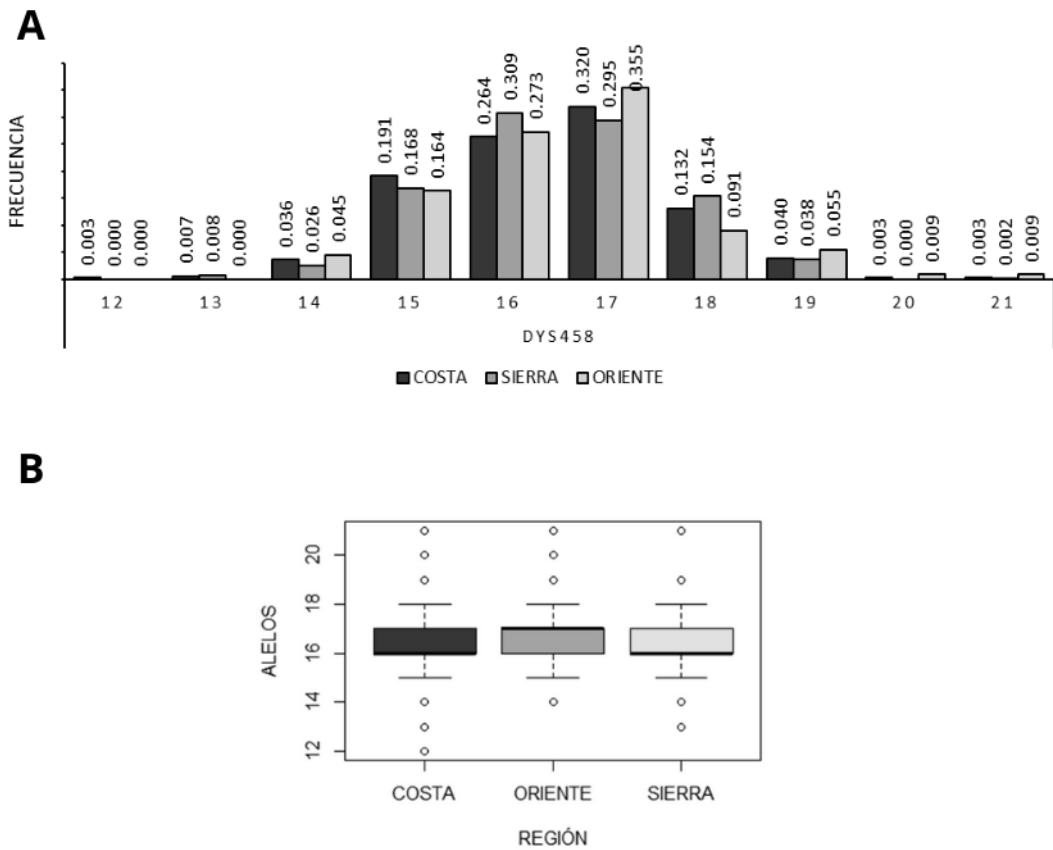 A
FRECUENCIA
0.003 0.000 0.000 0.007 0.008 0.000 0.036 0.026 0.045 0.191 0.168 0.164 0.264 0.309 0.273 0.320 0.295 0.355 0.132 0.154 0.091 0.040 0.038 0.055 0.003 0.000 0.009 0.003 0.002 0.009
12 13 14 15 16 17 18 19 20 21
DYS458
COSTA SIERRA ORIENTE
B
ALELOS
20
18
16
14
12
COSTA ORIENTE SIERRA
REGIÓN